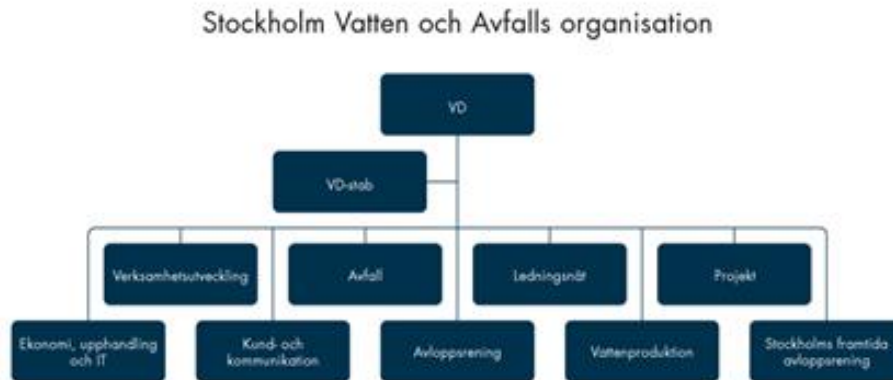 Stockholm Vatten och Avfalls organisation
VD
VD-stab
Verksamhetsutveckling
Avfall
Ledningsnät
Projekt
Ekonomi, upphandling
och IT
Kund- och
kommunikation
Avloppsrening
Vattenproduktion
Stockholms framtida
avloppsrening